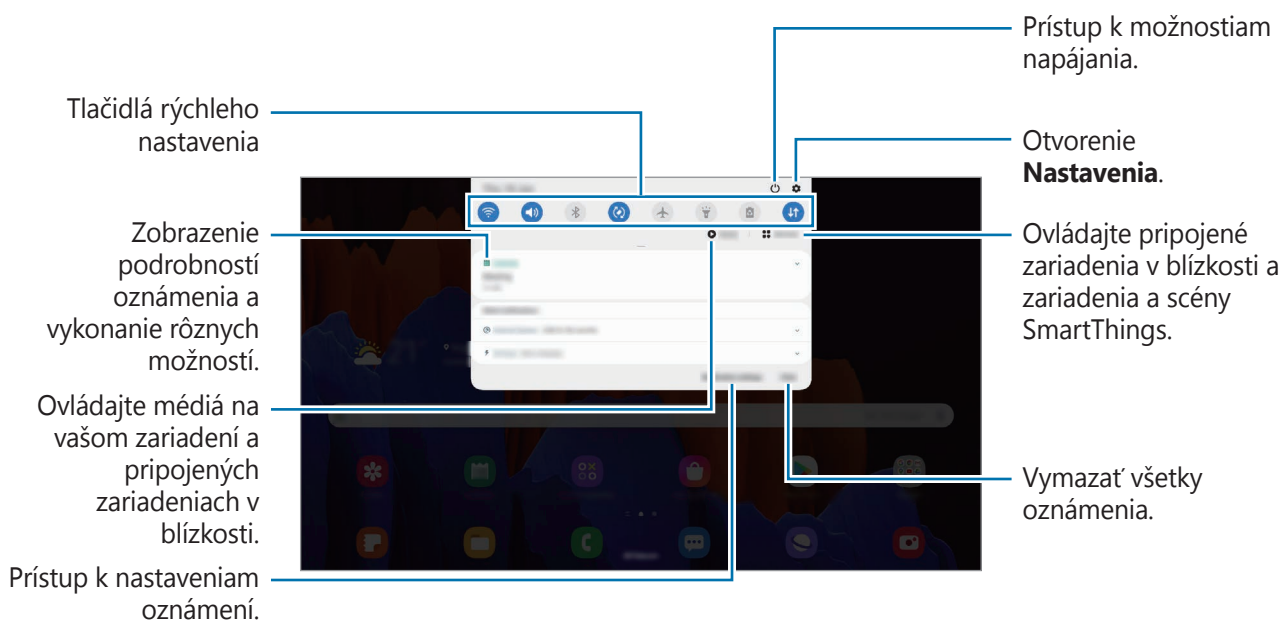 Prístup k možnostiam
napájania.
Tlačidlá rýchleho
nastavenia
Otvorenie
Nastavenia.
Zobrazenie
podrobností
oznámenia a
vykonanie rôznych
možností.
Ovládajte pripojené
zariadenia v blízkosti a
zariadenia a scény
SmartThings.
Ovládajte médiá na
vašom zariadení a
pripojených
zariadeniach v
blízkosti.
Vymazať všetky
oznámenia.
Prístup k nastaveniam
oznámení.